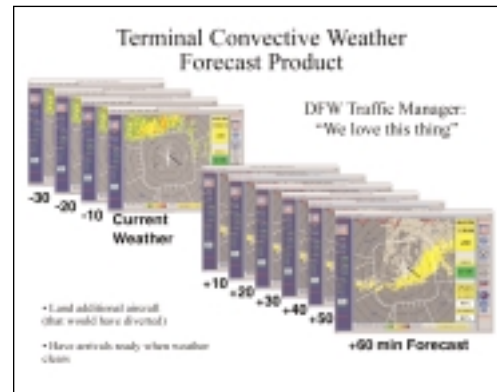 Terminal Convective Weather
Forecast Product
DFW Traffic Manager:
"We love this thing"
-30
-20
-10
Current
Weather
+10
+20
+30
+40
+50
+60 min Forecast
• Land additional aircraft
(that would have diverted)
• Have arrivals ready when weather
clears